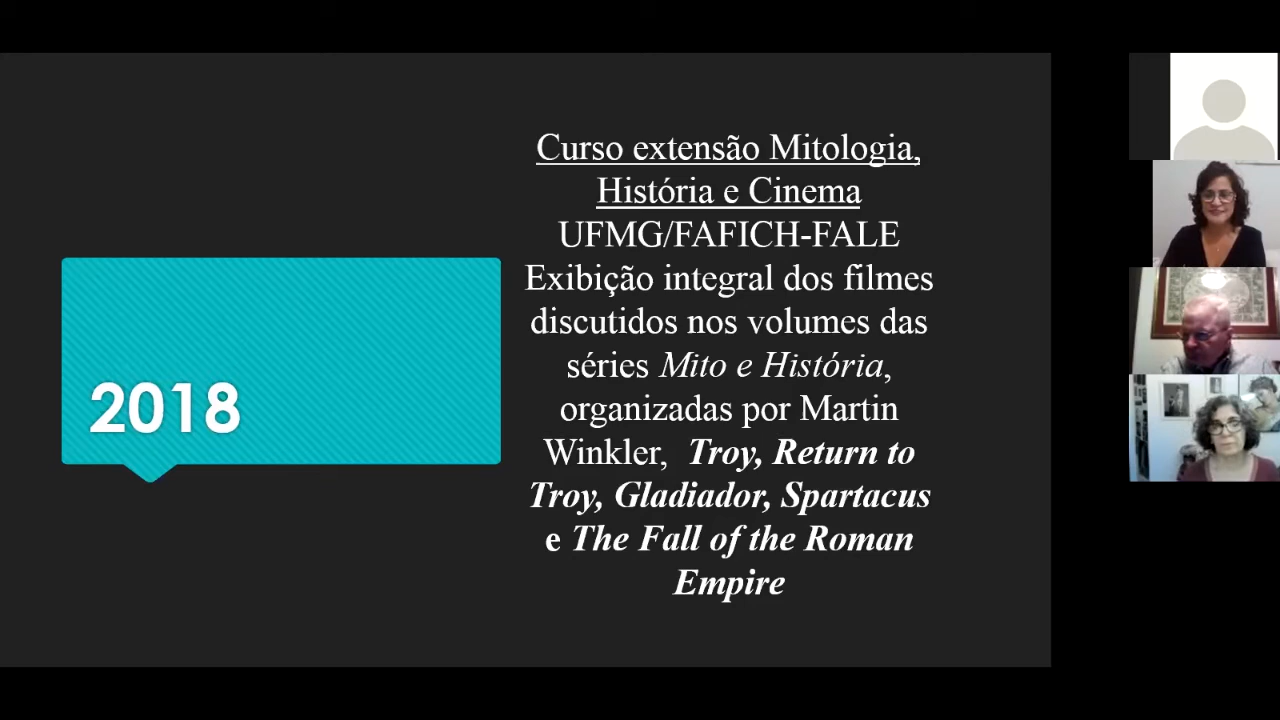 2018
Curso extensão Mitologia,
História e Cinema
UFMG/FAFICH-FALE
Exibição integral dos filmes
discutidos nos volumes das
séries Mito e História,
organizadas por Martin
Winkler, Troy, Return to
Troy, Gladiador, Spartacus
e The Fall of the Roman
Empire